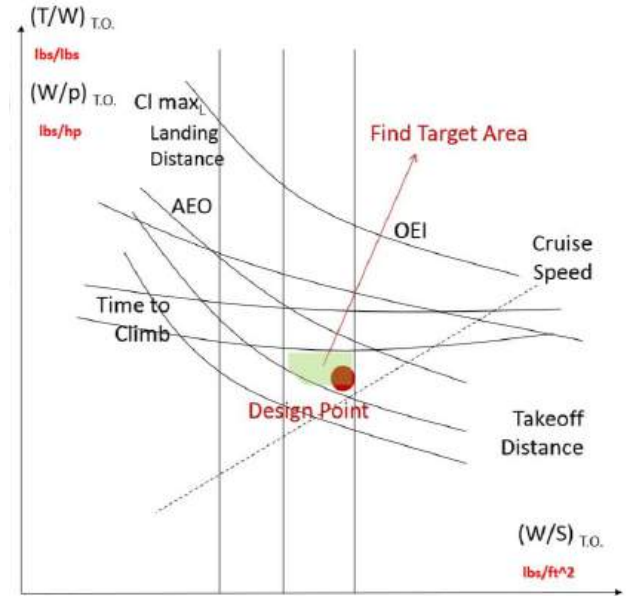 (T/W) T.O.
lbs/lbs
(W/p) T.O.
lbs/hp
Cl maxL
Landing
Distance
Find Target Area
AEO
OEI
Cruise
Speed
Time to
Climb
Design Point
Takeoff
Distance
(W/S) T.O.
lbs/ft^2